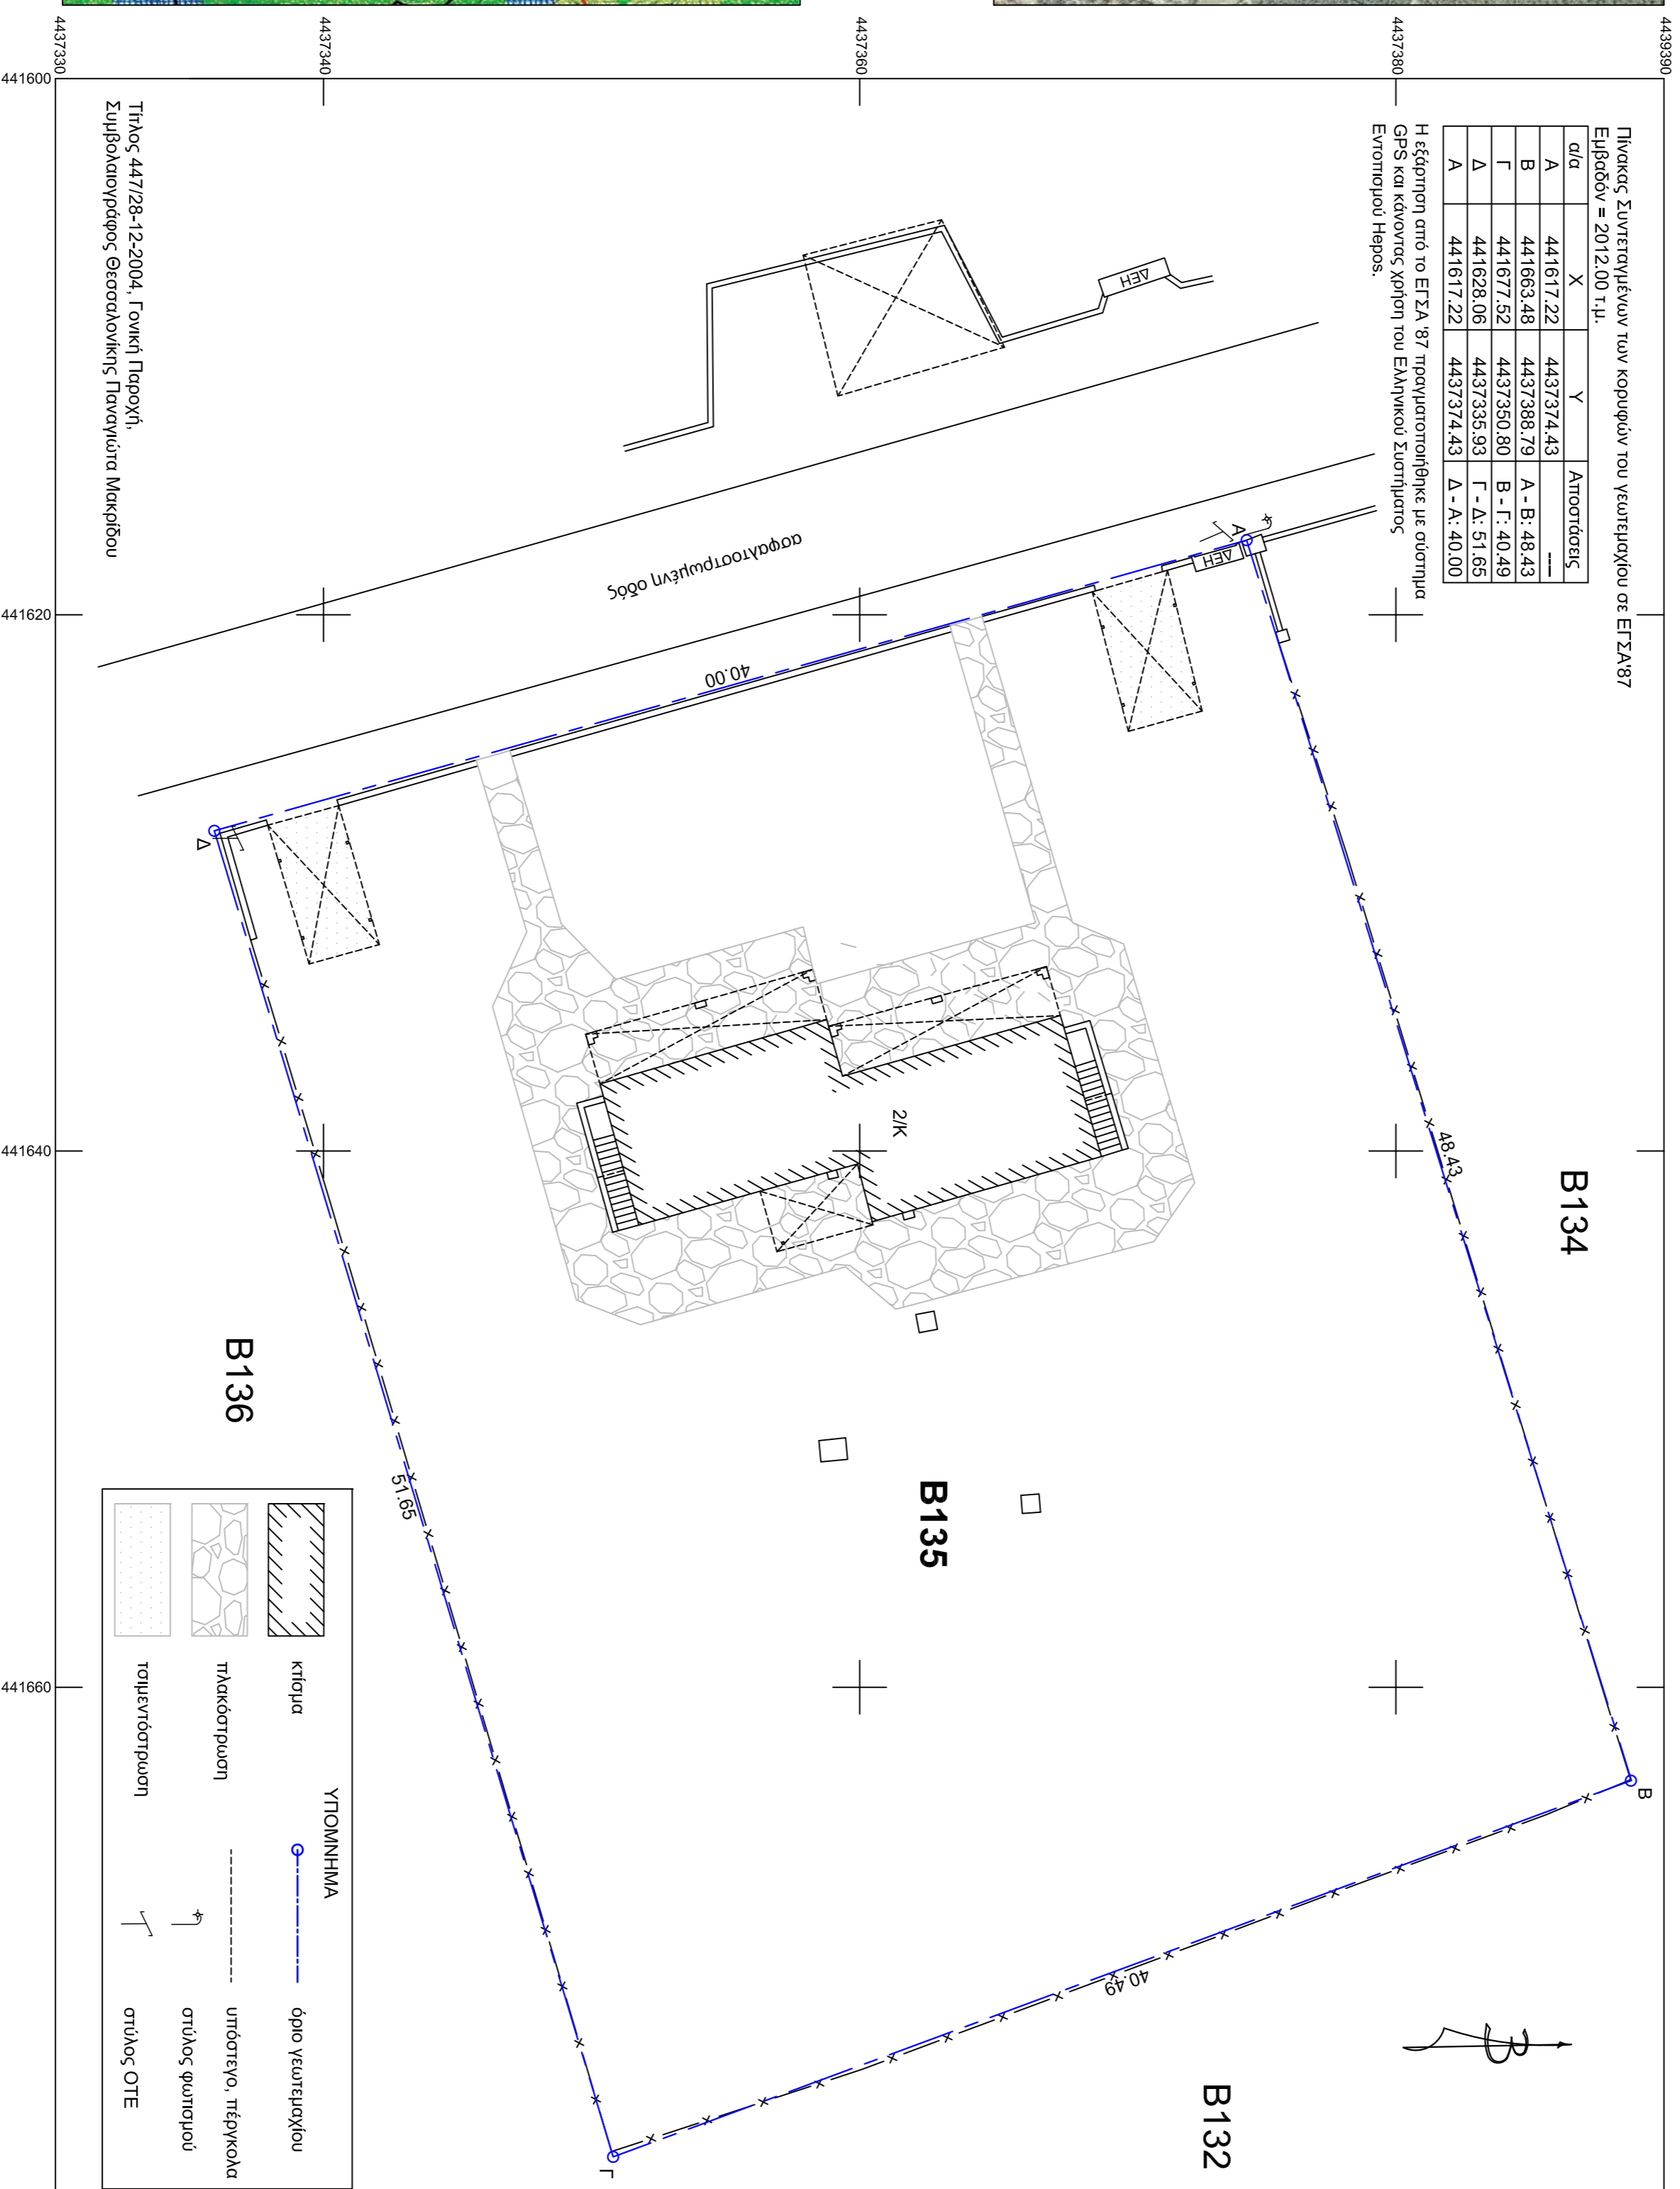 Πίνακας Συντεταγμένων των κορυφών του γεωτεμαχίου σε ΕΓΣΑ'87
Εμβαδόν = 2012.00 τ.μ.
α/α X Y Αποστάσεις
Α 441617.22 4437374.43 ---
Β 441663.48 4437388.79 Α - Β: 48.43
Γ 441677.52 4437350.80 Β - Γ: 40.49
Δ 441628.06 4437335.93 Γ - Δ: 51.65
Α 441617.22 4437374.43 Δ - Α: 40.00
Η εξάρτηση από το ΕΓΣΑ '87 πραγματοποιήθηκε με σύστημα
GPS και κάνοντας χρήση του Ελληνικού Συστήματος
Εντοπισμού Hepos.
4439390
4437380
4437360
4437340
4437330
441600
441620
441640
441660
Β134
Β
48.43
Α
ΔΕΗ
ΔΕΗ
Β132
40.49
Β135
2/Κ
ασφαλτοστρωμένη οδός
40.00
Γ
51.65
Δ
Β136
Τίτλος 447/28-12-2004, Γονική Παροχή,
Συμβολαιογράφος Θεσσαλονίκης Παναγιώτα Μακρίδου
ΥΠΟΜΝΗΜΑ
κτίσμα
πλακόστρωση
τσιμεντόστρωση
όριο γεωτεμαχίου
υπόστεγο, πέργκολα
στύλος φωτισμού
στύλος ΟΤΕ